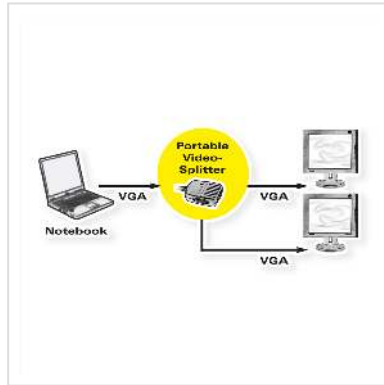 Portable
Video-
Splitter
VGA
VGA
Notebook
VGA